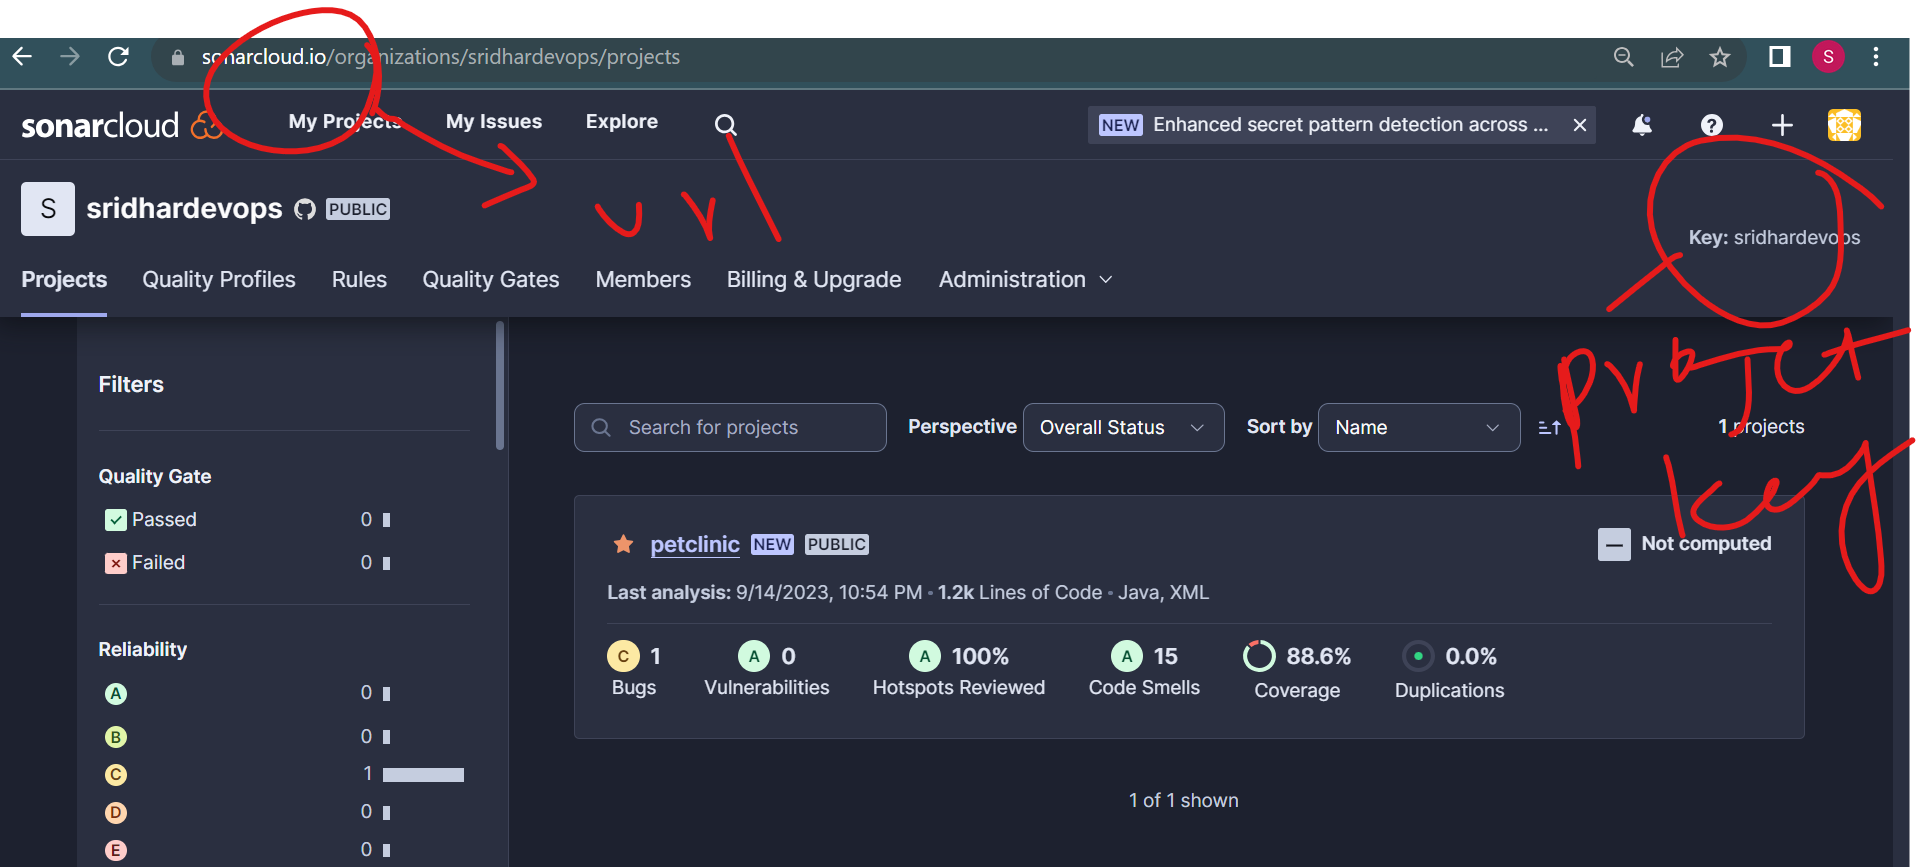 sonarcloud.io/organizations/sridhardevops/projects
S
sonarcloud My Projects My Issues Explore NEW Enhanced secret pattern detection across ...
S sridhardevops PUBLIC
url
Key: sridhardevops
Projects Quality Profiles Rules Quality Gates Members Billing & Upgrade Administration
project
key
Filters
Search for projects Perspective Overall Status Sort by Name 1 projects
Quality Gate
Passed 0
Failed 0
petclinic NEW PUBLIC Not computed
Last analysis: 9/14/2023, 10:54 PM • 1.2k Lines of Code • Java, XML
C 1 A 0 A 100% A 15 88.6% 0.0%
Bugs Vulnerabilities Hotspots Reviewed Code Smells Coverage Duplications
Reliability
A 0
B 0
C 1
D 0
E 0
1 of 1 shown